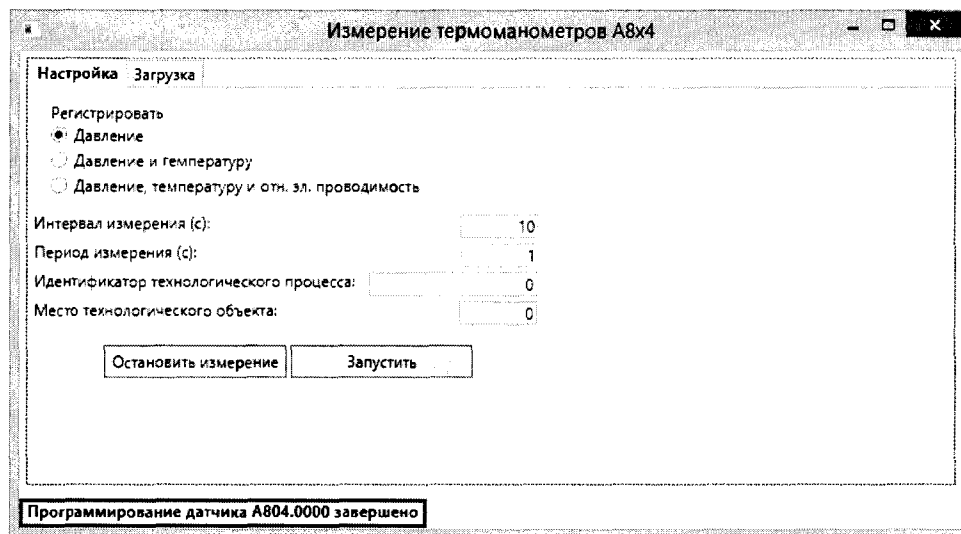 Измерение термоманометров А8х4
Настройка Загрузка
Регистрировать
Давление
Давление и температуру
Давление, температуру и отн. эл. проводимость
Интервал измерения (с): 10
Период измерения (с): 1
Идентификатор технологического процесса: 0
Место технологического объекта: 0
Остановить измерение Запустить
Программирование датчика А804.0000 завершено